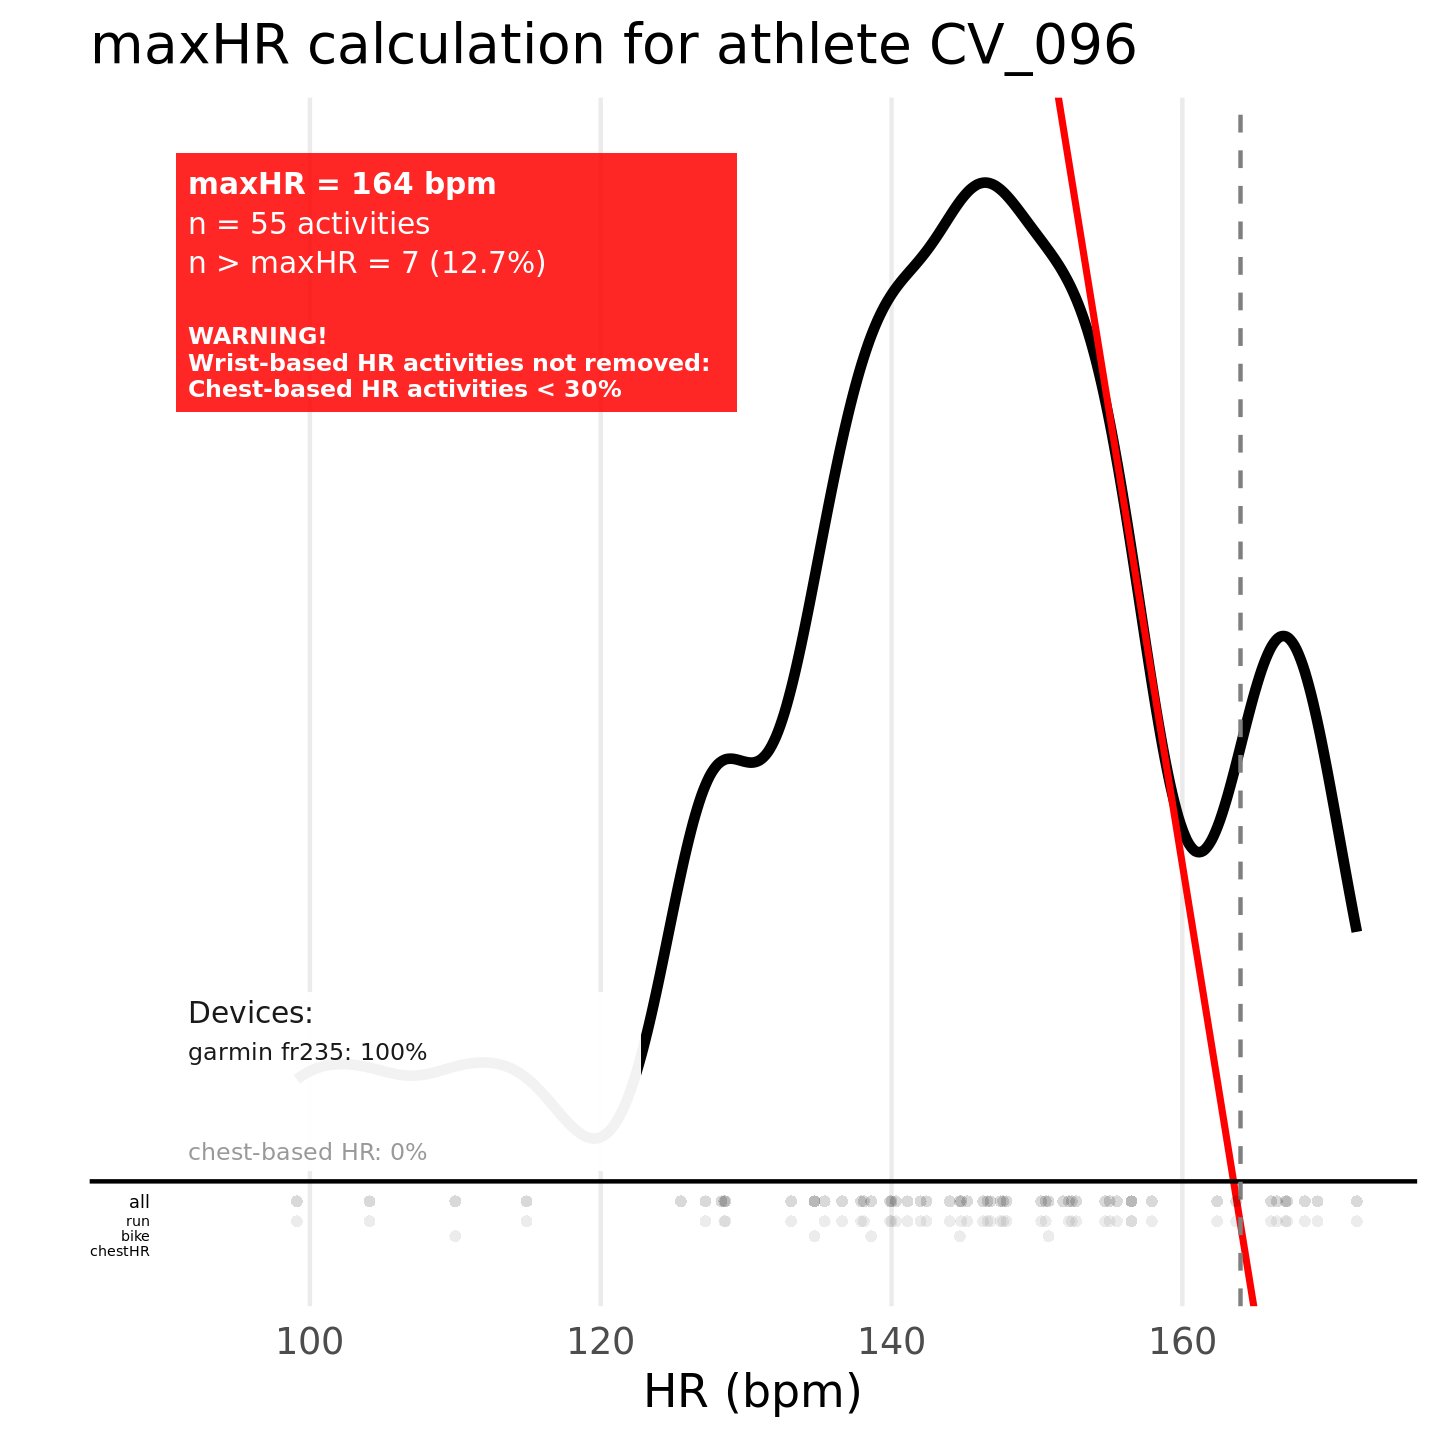 maxHR calculation for athlete CV_096
maxHR = 164 bpm
n = 55 activities
n > maxHR = 7 (12.7%)
WARNING!
Wrist-based HR activities not removed:
Chest-based HR activities < 30%
Devices:
garmin fr235: 100%
chest-based HR: 0%
all
run
bike
chestHR
100 120 140 160
HR (bpm)